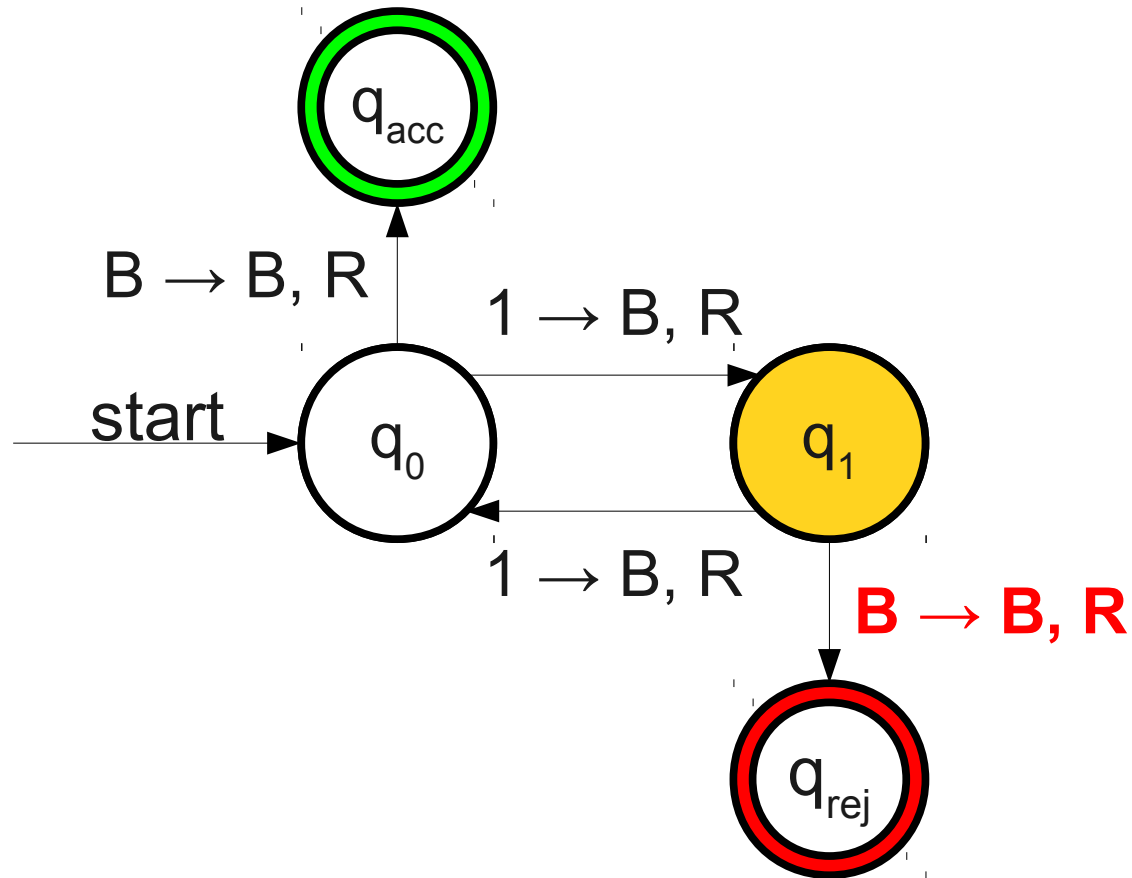 q_acc
B → B, R
1 → B, R
start
q_0
q_1
1 → B, R
B → B, R
q_rej